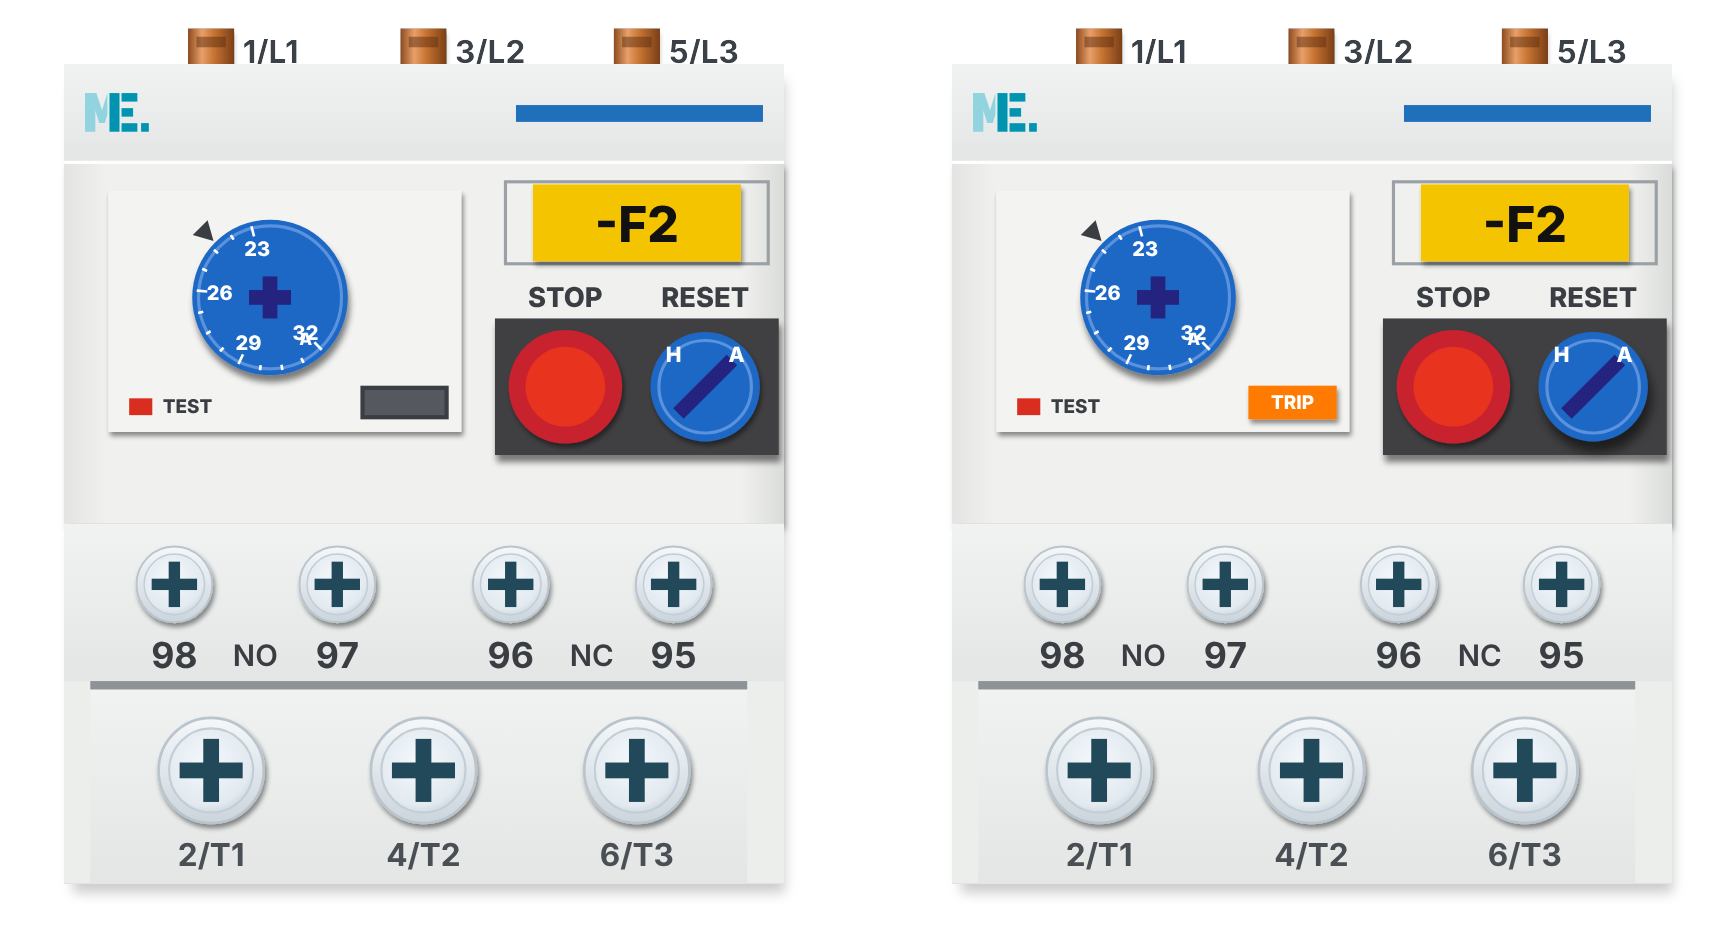 1/L1 3/L2 5/L3
ME.
-F2
23
26
29
32
A
STOP RESET
H A
TEST
98 NO 97 96 NC 95
2/T1 4/T2 6/T3
1/L1 3/L2 5/L3
ME.
-F2
23
26
29
32
A
STOP RESET
H A
TEST TRIP
98 NO 97 96 NC 95
2/T1 4/T2 6/T3